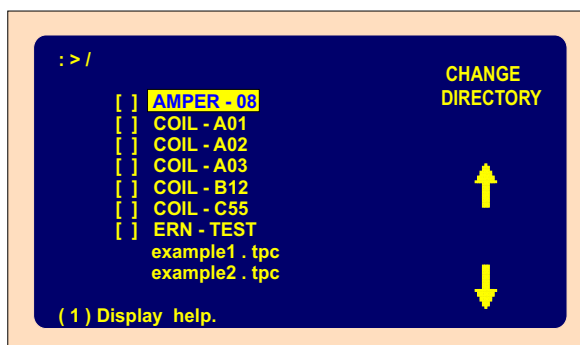 : > /
CHANGE
DIRECTORY
[ ] AMPER - 08
[ ] COIL - A01
[ ] COIL - A02
[ ] COIL - A03
[ ] COIL - B12
[ ] COIL - C55
[ ] ERN - TEST
example1 . tpc
example2 . tpc
( 1 ) Display help.